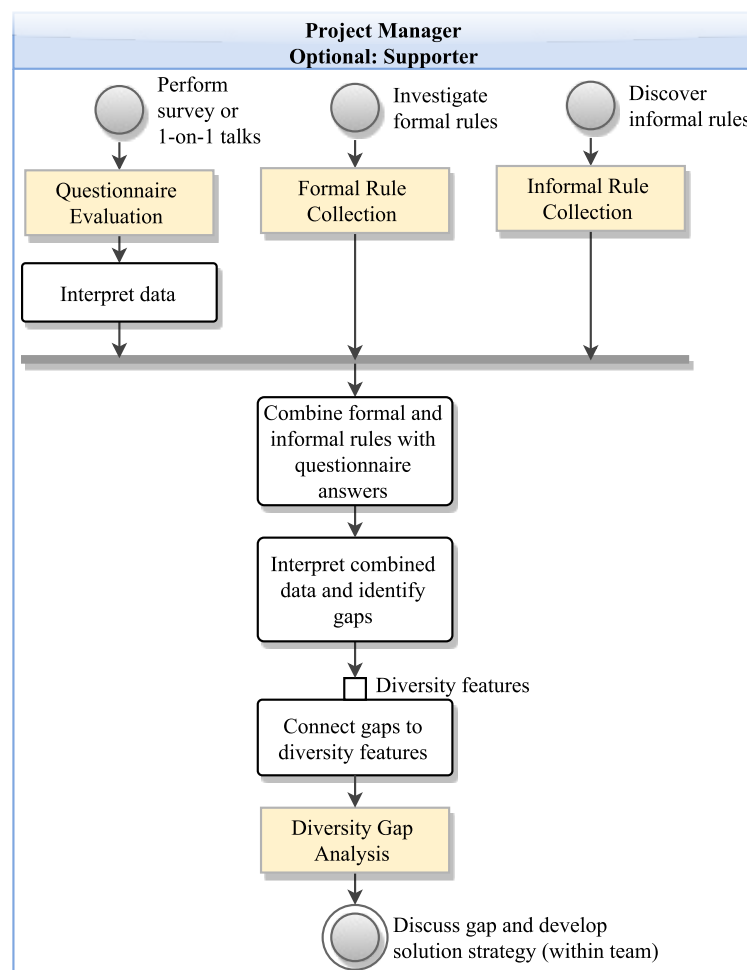 Project Manager
Optional: Supporter
Perform
survey or
1-on-1 talks
Investigate
formal rules
Discover
informal rules
Questionnaire
Evaluation
Formal Rule
Collection
Informal Rule
Collection
Interpret data
Combine formal and
informal rules with
questionnaire
answers
Interpret combined
data and identify
gaps
Diversity features
Connect gaps to
diversity features
Diversity Gap
Analysis
Discuss gap and develop
solution strategy (within team)